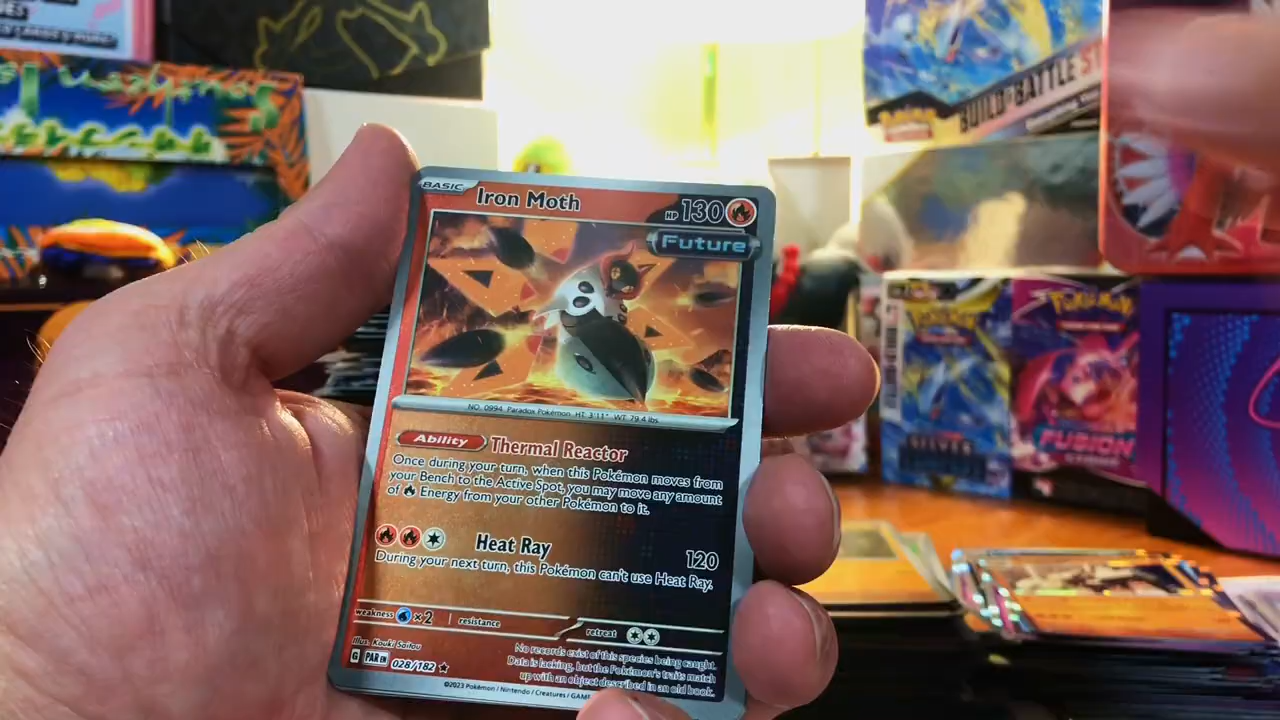 BASIC
Iron Moth
HP 130
Future
NO. 0994 Paradox Pokémon HT: 3'11" WT: 79.4 lbs
Ability Thermal Reactor
Once during your turn, when this Pokémon moves from
your Bench to the Active Spot, you may move any amount
of Energy from your other Pokémon to it.
Heat Ray 120
During your next turn, this Pokémon can't use Heat Ray.
weakness ×2 resistance
retreat
Illus. Kouki Saitou
No records exist of this species being caught.
Data is lacking, but the Pokémon's traits match
up with an object described in an old book.
G PAR EN 028/182 ★
©2023 Pokémon / Nintendo / Creatures / GAME
BUILD & BATTLE
Pokémon
SILVER
Pokémon
FUSION